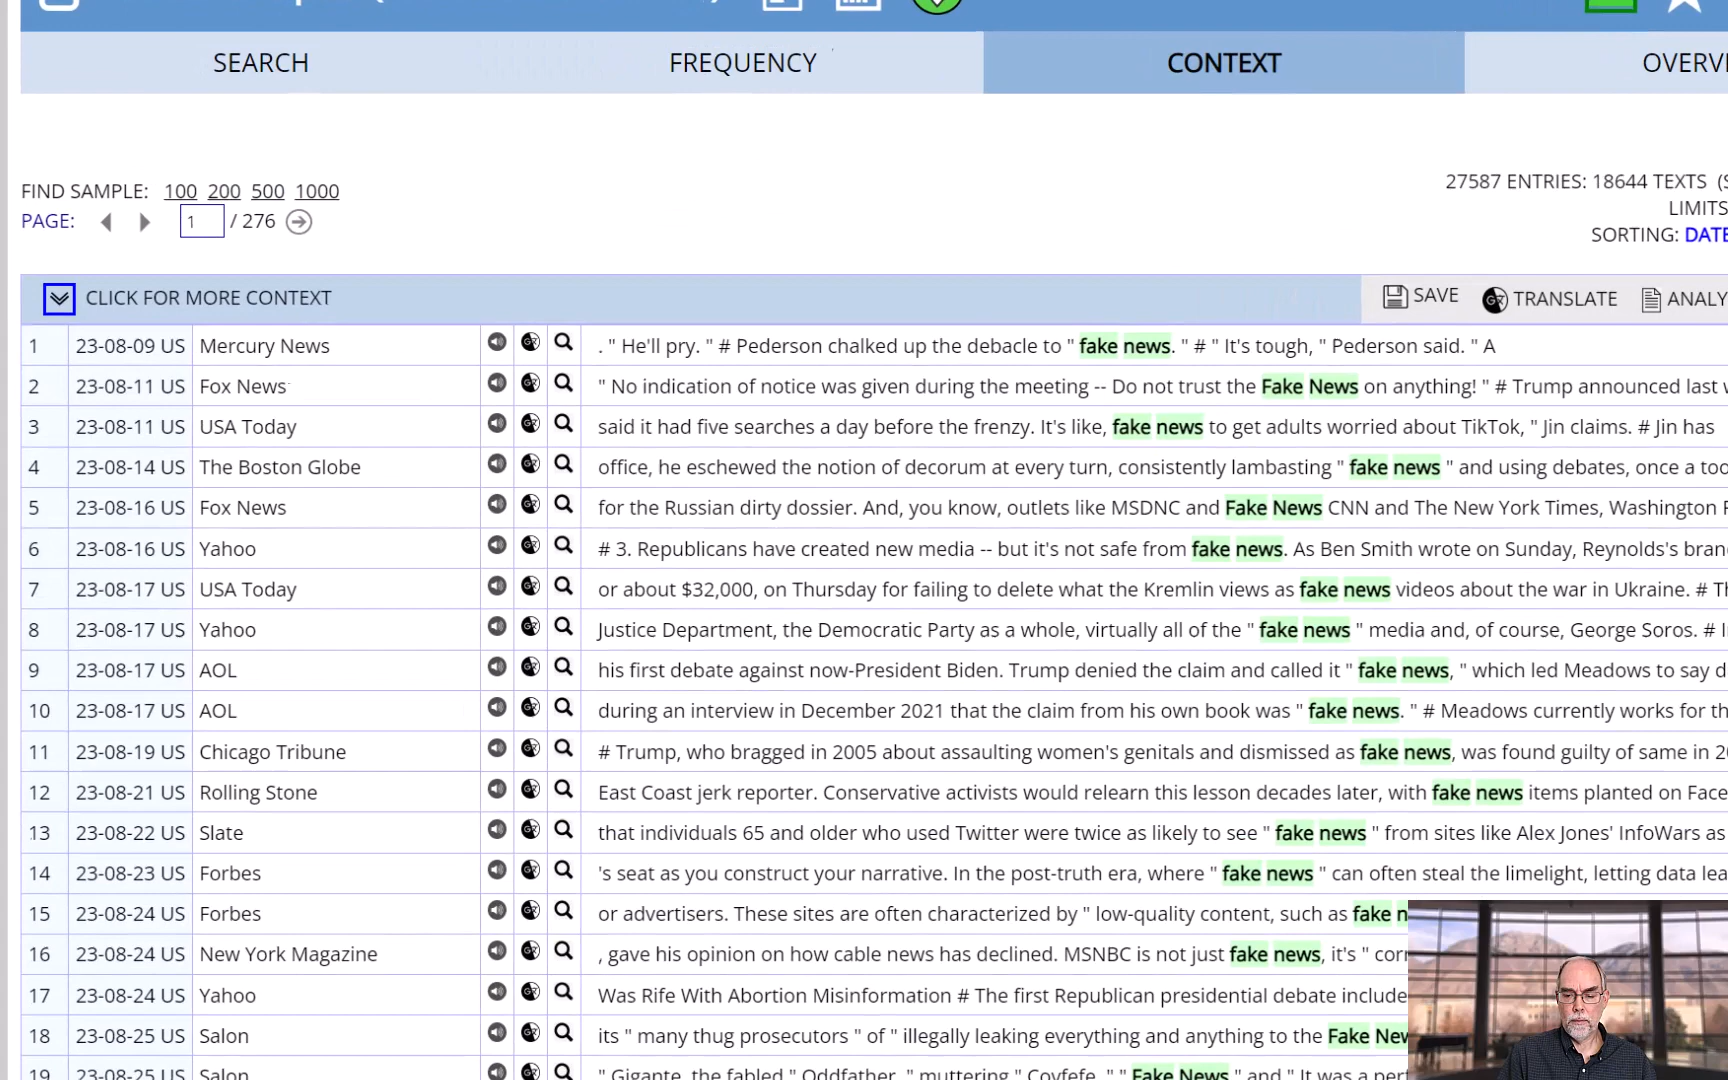 SEARCH FREQUENCY CONTEXT
FIND SAMPLE: 100 200 500 1000
27587 ENTRIES: 18644 TEXTS
PAGE: 1 / 276
LIMITS
SORTING: DATE
CLICK FOR MORE CONTEXT SAVE TRANSLATE
1 23-08-09 US Mercury News . " He'll pry. " # Pederson chalked up the debacle to " fake news. " # " It's tough, " Pederson said. " A
2 23-08-11 US Fox News " No indication of notice was given during the meeting -- Do not trust the Fake News on anything! " # Trump announced last
3 23-08-11 US USA Today said it had five searches a day before the frenzy. It's like, fake news to get adults worried about TikTok, " Jin claims. # Jin has
4 23-08-14 US The Boston Globe office, he eschewed the notion of decorum at every turn, consistently lambasting " fake news " and using debates, once a
5 23-08-16 US Fox News for the Russian dirty dossier. And, you know, outlets like MSDNC and Fake News CNN and The New York Times, Washington
6 23-08-16 US Yahoo # 3. Republicans have created new media -- but it's not safe from fake news. As Ben Smith wrote on Sunday, Reynolds's
7 23-08-17 US USA Today or about $32,000, on Thursday for failing to delete what the Kremlin views as fake news videos about the war in Ukraine. #
8 23-08-17 US Yahoo Justice Department, the Democratic Party as a whole, virtually all of the " fake news " media and, of course, George Soros. #
9 23-08-17 US AOL his first debate against now-President Biden. Trump denied the claim and called it " fake news, " which led Meadows to say
10 23-08-17 US AOL during an interview in December 2021 that the claim from his own book was " fake news. " # Meadows currently works for
11 23-08-19 US Chicago Tribune # Trump, who bragged in 2005 about assaulting women's genitals and dismissed as fake news, was found guilty of same in
12 23-08-21 US Rolling Stone East Coast jerk reporter. Conservative activists would relearn this lesson decades later, with fake news items planted on
13 23-08-22 US Slate that individuals 65 and older who used Twitter were twice as likely to see " fake news " from sites like Alex Jones' InfoWars as
14 23-08-23 US Forbes 's seat as you construct your narrative. In the post-truth era, where " fake news " can often steal the limelight, letting data
15 23-08-24 US Forbes or advertisers. These sites are often characterized by " low-quality content, such as fake
16 23-08-24 US New York Magazine , gave his opinion on how cable news has declined. MSNBC is not just fake news, it's "
17 23-08-24 US Yahoo Was Rife With Abortion Misinformation # The first Republican presidential debate
18 23-08-25 US Salon its " many thug prosecutors " of " illegally leaking everything and anything to the Fake
19 23-08-25 US Salon " Gigante, the fabled " Oddfather, " muttering " Covfefe, " " Fake News " and " It was a